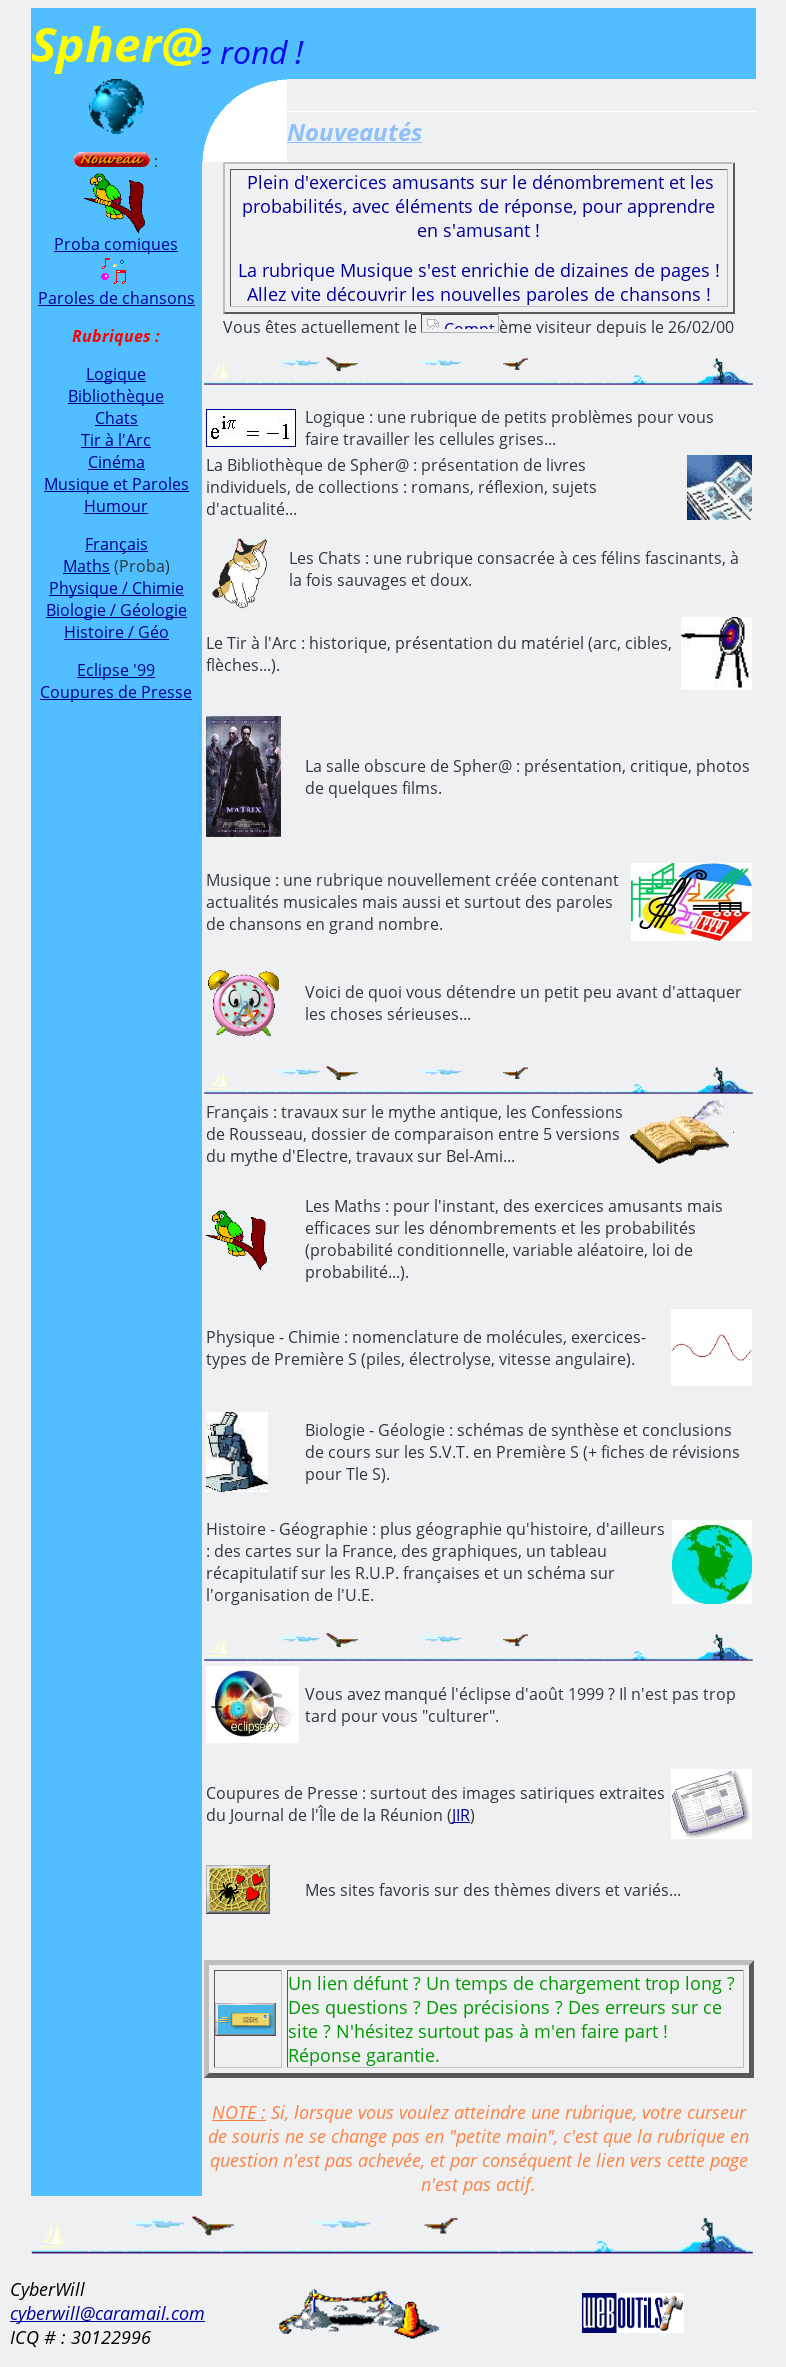 Spher@e rond !
Nouveautés
Nouveau :
Proba comiques
Paroles de chansons
Rubriques :
Logique
Bibliothèque
Chats
Tir à l'Arc
Cinéma
Musique et Paroles
Humour
Français
Maths (Proba)
Physique / Chimie
Biologie / Géologie
Histoire / Géo
Eclipse '99
Coupures de Presse
Plein d'exercices amusants sur le dénombrement et les
probabilités, avec éléments de réponse, pour apprendre
en s'amusant !
La rubrique Musique s'est enrichie de dizaines de pages !
Allez vite découvrir les nouvelles paroles de chansons !
Vous êtes actuellement le Compt ème visiteur depuis le 26/02/00
e^iπ = -1
Logique : une rubrique de petits problèmes pour vous
faire travailler les cellules grises...
La Bibliothèque de Spher@ : présentation de livres
individuels, de collections : romans, réflexion, sujets
d'actualité...
Les Chats : une rubrique consacrée à ces félins fascinants, à
la fois sauvages et doux.
Le Tir à l'Arc : historique, présentation du matériel (arc, cibles,
flèches...).
MATRIX
La salle obscure de Spher@ : présentation, critique, photos
de quelques films.
Musique : une rubrique nouvellement créée contenant
actualités musicales mais aussi et surtout des paroles
de chansons en grand nombre.
Voici de quoi vous détendre un petit peu avant d'attaquer
les choses sérieuses...
Français : travaux sur le mythe antique, les Confessions
de Rousseau, dossier de comparaison entre 5 versions
du mythe d'Electre, travaux sur Bel-Ami...
Les Maths : pour l'instant, des exercices amusants mais
efficaces sur les dénombrements et les probabilités
(probabilité conditionnelle, variable aléatoire, loi de
probabilité...).
Physique - Chimie : nomenclature de molécules, exercices-
types de Première S (piles, électrolyse, vitesse angulaire).
Biologie - Géologie : schémas de synthèse et conclusions
de cours sur les S.V.T. en Première S (+ fiches de révisions
pour Tle S).
Histoire - Géographie : plus géographie qu'histoire, d'ailleurs
: des cartes sur la France, des graphiques, un tableau
récapitulatif sur les R.U.P. françaises et un schéma sur
l'organisation de l'U.E.
eclipse99
Vous avez manqué l'éclipse d'août 1999 ? Il n'est pas trop
tard pour vous "culturer".
Coupures de Presse : surtout des images satiriques extraites
du Journal de l'Île de la Réunion (JIR)
Mes sites favoris sur des thèmes divers et variés...
Un lien défunt ? Un temps de chargement trop long ?
Des questions ? Des précisions ? Des erreurs sur ce
site ? N'hésitez surtout pas à m'en faire part !
Réponse garantie.
NOTE : Si, lorsque vous voulez atteindre une rubrique, votre curseur
de souris ne se change pas en "petite main", c'est que la rubrique en
question n'est pas achevée, et par conséquent le lien vers cette page
n'est pas actif.
CyberWill
cyberwill@caramail.com
ICQ # : 30122996
WEBOUTILS